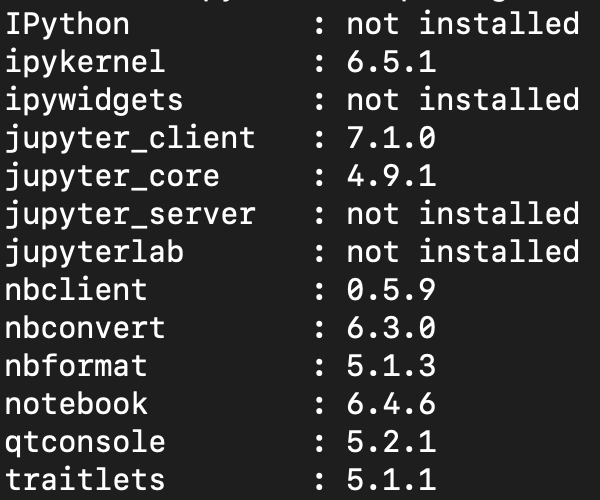 IPython          : not installed
ipykernel        : 6.5.1
ipywidgets       : not installed
jupyter_client   : 7.1.0
jupyter_core     : 4.9.1
jupyter_server   : not installed
jupyterlab       : not installed
nbclient         : 0.5.9
nbconvert        : 6.3.0
nbformat         : 5.1.3
notebook         : 6.4.6
qtconsole        : 5.2.1
traitlets        : 5.1.1